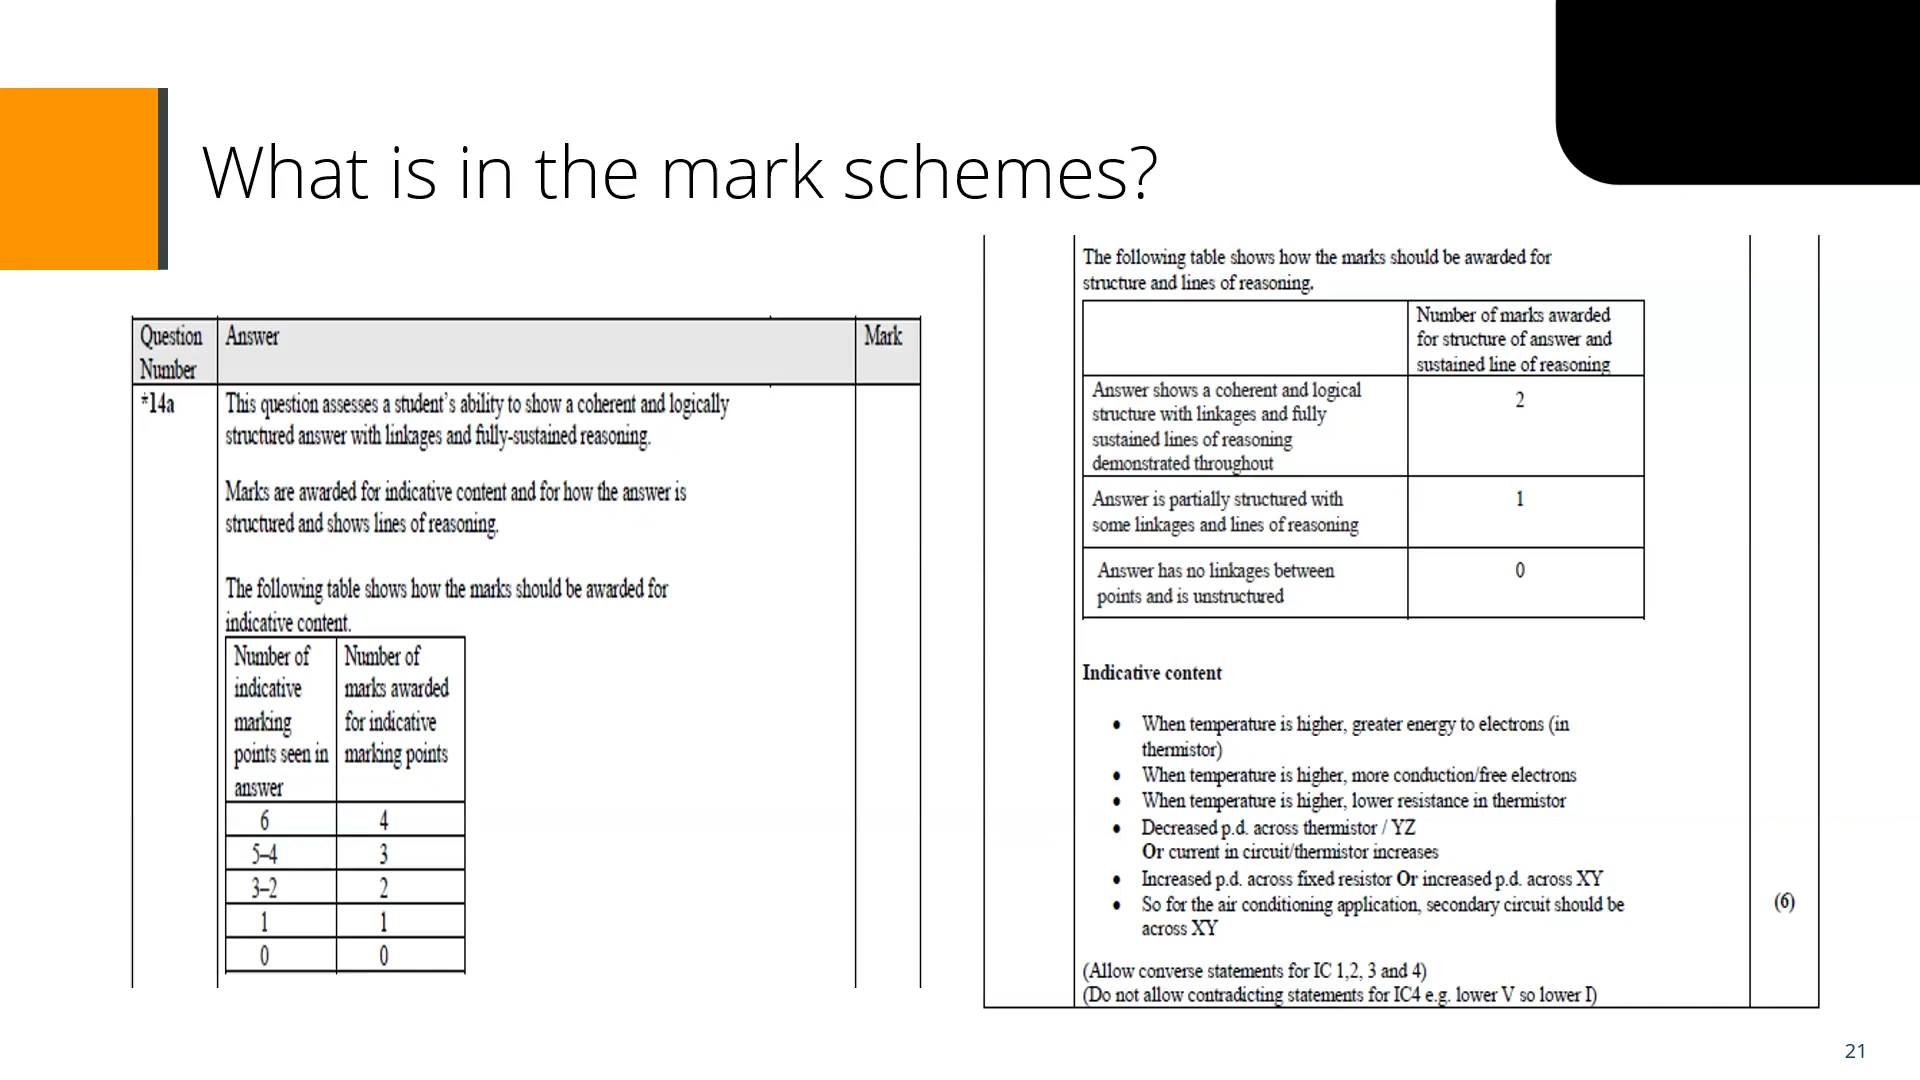 What is in the mark schemes?
Question Number
Answer
Mark
*14a
This question assesses a student's ability to show a coherent and logically
structured answer with linkages and fully-sustained reasoning.
Marks are awarded for indicative content and for how the answer is
structured and shows lines of reasoning.
The following table shows how the marks should be awarded for
indicative content.
Number of
indicative
marking
points seen in
answer
Number of
marks awarded
for indicative
marking points
6 4
5–4 3
3–2 2
1 1
0 0
The following table shows how the marks should be awarded for
structure and lines of reasoning.
Number of marks awarded
for structure of answer and
sustained line of reasoning
Answer shows a coherent and logical
structure with linkages and fully
sustained lines of reasoning
demonstrated throughout
2
Answer is partially structured with
some linkages and lines of reasoning
1
Answer has no linkages between
points and is unstructured
0
Indicative content
• When temperature is higher, greater energy to electrons (in
thermistor)
• When temperature is higher, more conduction/free electrons
• When temperature is higher, lower resistance in thermistor
• Decreased p.d. across thermistor / YZ
Or current in circuit/thermistor increases
• Increased p.d. across fixed resistor Or increased p.d. across XY
• So for the air conditioning application, secondary circuit should be
across XY
(6)
(Allow converse statements for IC 1,2, 3 and 4)
(Do not allow contradicting statements for IC4 e.g. lower V so lower I)
21